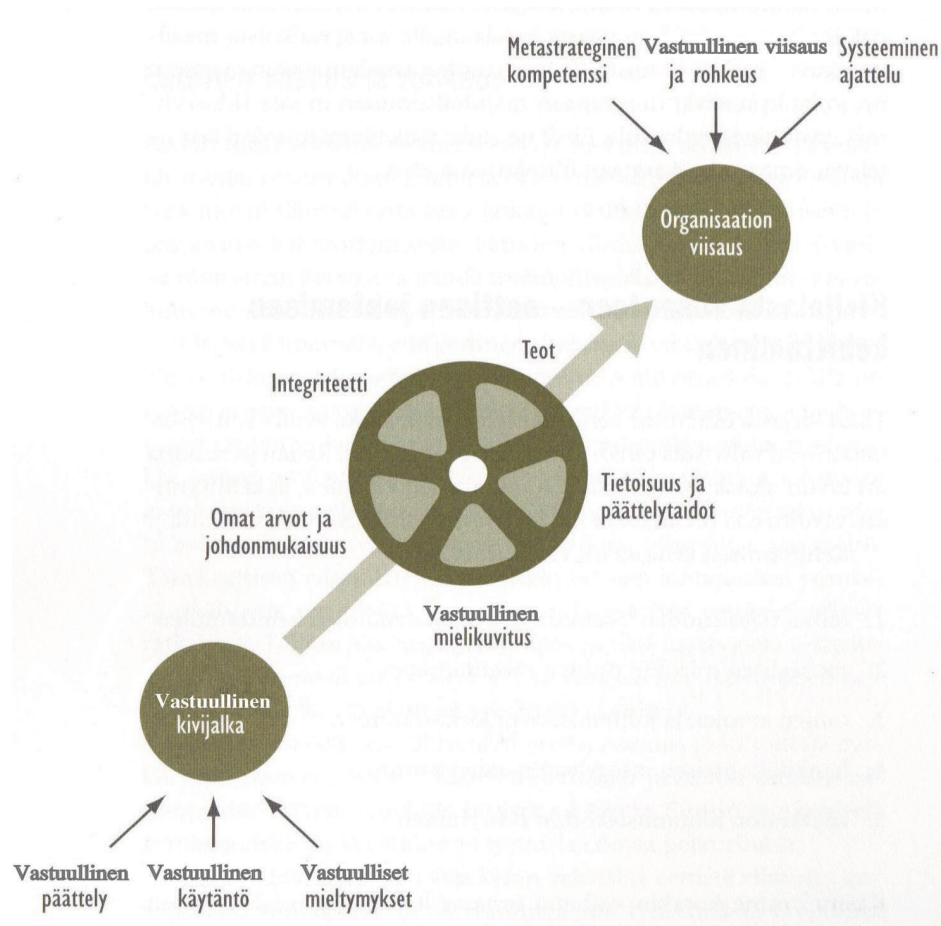 Metastrateginen Vastuullinen viisaus Systeeminen
kompetenssi ja rohkeus ajattelu
Organisaation
viisaus
Teot
Integriteetti
Tietoisuus ja
päättelytaidot
Omat arvot ja
johdonmukaisuus
Vastuullinen
mielikuvitus
Vastuullinen
kivijalka
Vastuullinen Vastuullinen Vastuulliset
päättely käytäntö mieltymykset